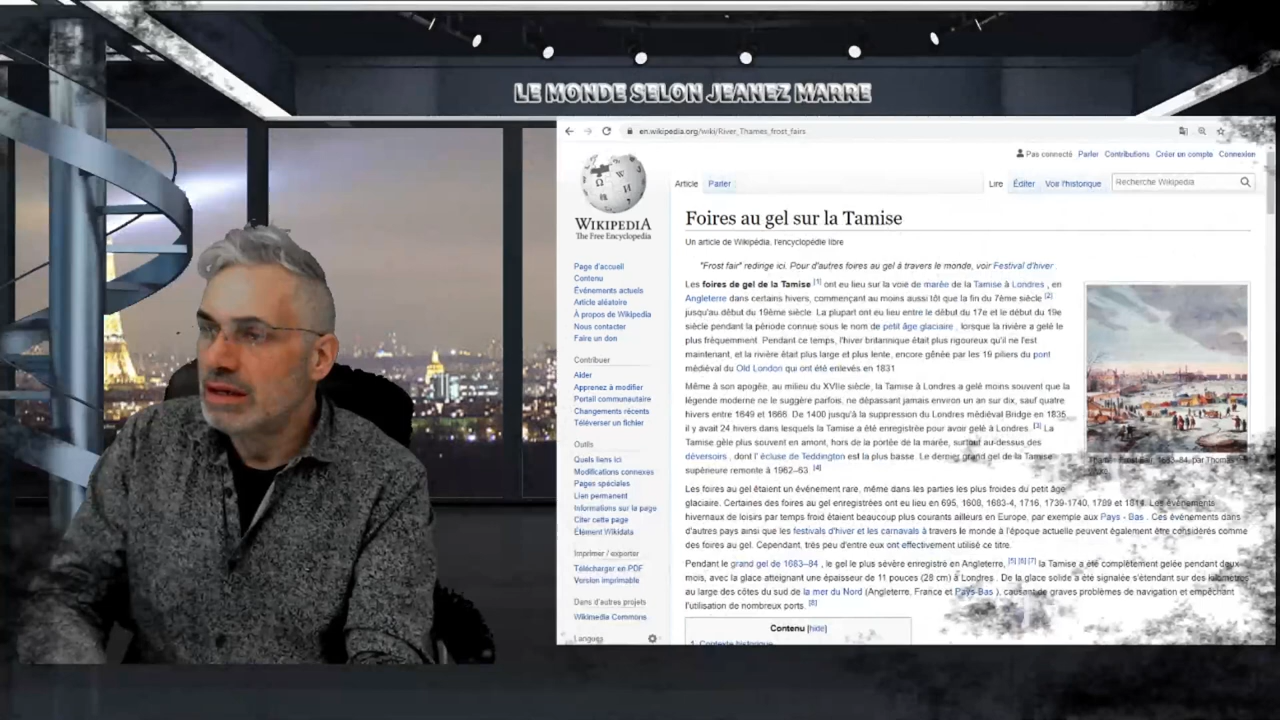 LE MONDE SELON JEANEZ MARRE
en.wikipedia.org/wiki/River_Thames_frost_fairs
Pas connecté Parler Contributions Créer un compte Connexion
WIKIPEDIA
The Free Encyclopedia
Article Parler Lire Éditer Voir l'historique Recherche Wikipedia
Foires au gel sur la Tamise
Un article de Wikipédia, l'encyclopédie libre
"Frost fair" redirige ici. Pour d'autres foires au gel à travers le monde, voir Festival d'hiver .
Les foires de gel de la Tamise [1] ont eu lieu sur la voie de marée de la Tamise à Londres , en
Angleterre dans certains hivers, commençant au moins aussi tôt que la fin du 7ème siècle [2]
jusqu'au début du 19ème siècle. La plupart ont eu lieu entre le début du 17e et le début du 19e
siècle pendant la période connue sous le nom de petit âge glaciaire , lorsque la rivière a gelé le
plus fréquemment. Pendant ce temps, l'hiver britannique était plus rigoureux qu'il ne l'est
maintenant, et la rivière était plus large et plus lente, encore gênée par les 19 piliers du pont
médiéval du Old London qui ont été enlevés en 1831
Même à son apogée, au milieu du XVIIe siècle, la Tamise à Londres a gelé moins souvent que la
légende moderne ne le suggère parfois, ne dépassant jamais environ un an sur dix, sauf quatre
hivers entre 1649 et 1666. De 1400 jusqu'à la suppression du Londres médiéval Bridge en 1835,
il y avait 24 hivers dans lesquels la Tamise a été enregistrée pour avoir gelé à Londres. [3] La
Tamise gèle plus souvent en amont, hors de la portée de la marée, surtout au-dessus des
déversoirs , dont l' écluse de Teddington est la plus basse. Le dernier grand gel de la Tamise
supérieure remonte à 1962–63 [4]
Les foires au gel étaient un événement rare, même dans les parties les plus froides du petit âge
glaciaire. Certaines des foires au gel enregistrées ont eu lieu en 695, 1608, 1683-4, 1716, 1739-1740, 1789 et 1814. Les événements
hivernaux de loisirs par temps froid étaient beaucoup plus courants ailleurs en Europe, par exemple aux Pays - Bas . Ces événements dans
d'autres pays ainsi que les festivals d'hiver et les carnavals à travers le monde à l'époque actuelle peuvent également être considérés comme
des foires au gel. Cependant, très peu d'entre eux ont effectivement utilisé ce titre.
Pendant le grand gel de 1683–84 , le gel le plus sévère enregistré en Angleterre, [5] [6] [7] la Tamise a été complètement gelée pendant deux
mois, avec la glace atteignant une épaisseur de 11 pouces (28 cm) à Londres . De la glace solide a été signalée s'étendant sur des kilomètres
au large des côtes du sud de la mer du Nord (Angleterre, France et Pays-Bas ), causant de graves problèmes de navigation et empêchant
l'utilisation de nombreux ports. [8]
Contenu [hide]
1 Contexte historique
Page d'accueil
Contenu
Événements actuels
Article aléatoire
À propos de Wikipedia
Nous contacter
Faire un don
Contribuer
Aider
Apprenez à modifier
Portail communautaire
Changements récents
Téléverser un fichier
Outils
Quels liens ici
Modifications connexes
Pages spéciales
Lien permanent
Informations sur la page
Citer cette page
Élément Wikidata
Imprimer / exporter
Télécharger en PDF
Version imprimable
Dans d'autres projets
Wikimedia Commons
Langues